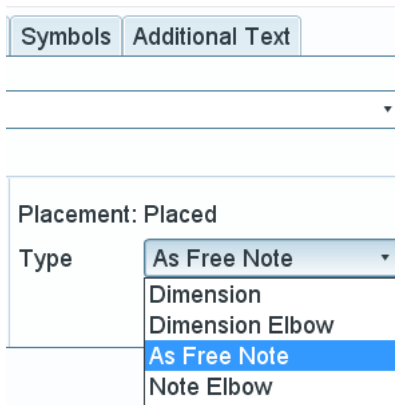 Symbols Additional Text
Placement: Placed
Type As Free Note
Dimension
Dimension Elbow
As Free Note
Note Elbow